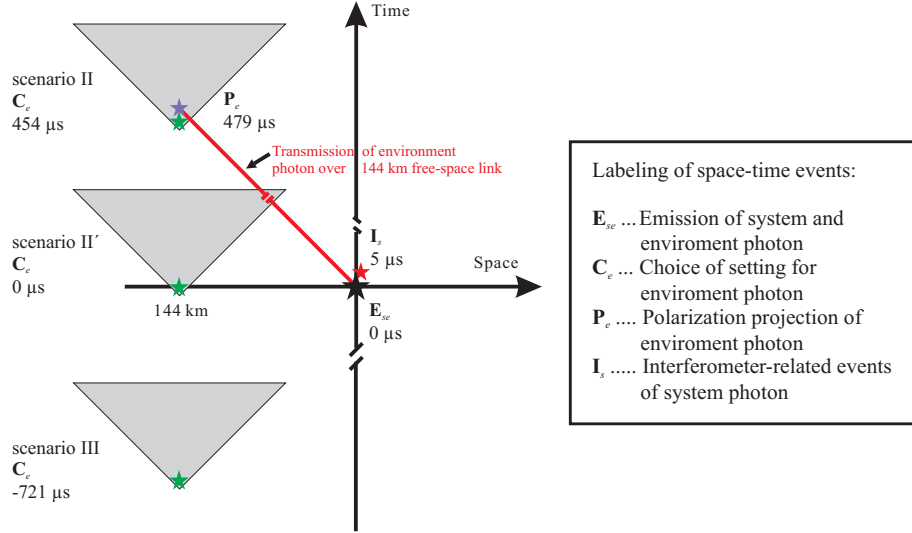 Time
scenario II
C_e
454 µs
P_e
479 µs
Transmission of environment
photon over 144 km free-space link
scenario II´
C_e
0 µs
I_s
5 µs
Space
144 km
E_se
0 µs
scenario III
C_e
-721 µs
Labeling of space-time events:
E_se ... Emission of system and
enviroment photon
C_e ... Choice of setting for
enviroment photon
P_e .... Polarization projection of
enviroment photon
I_s ..... Interferometer-related events
of system photon